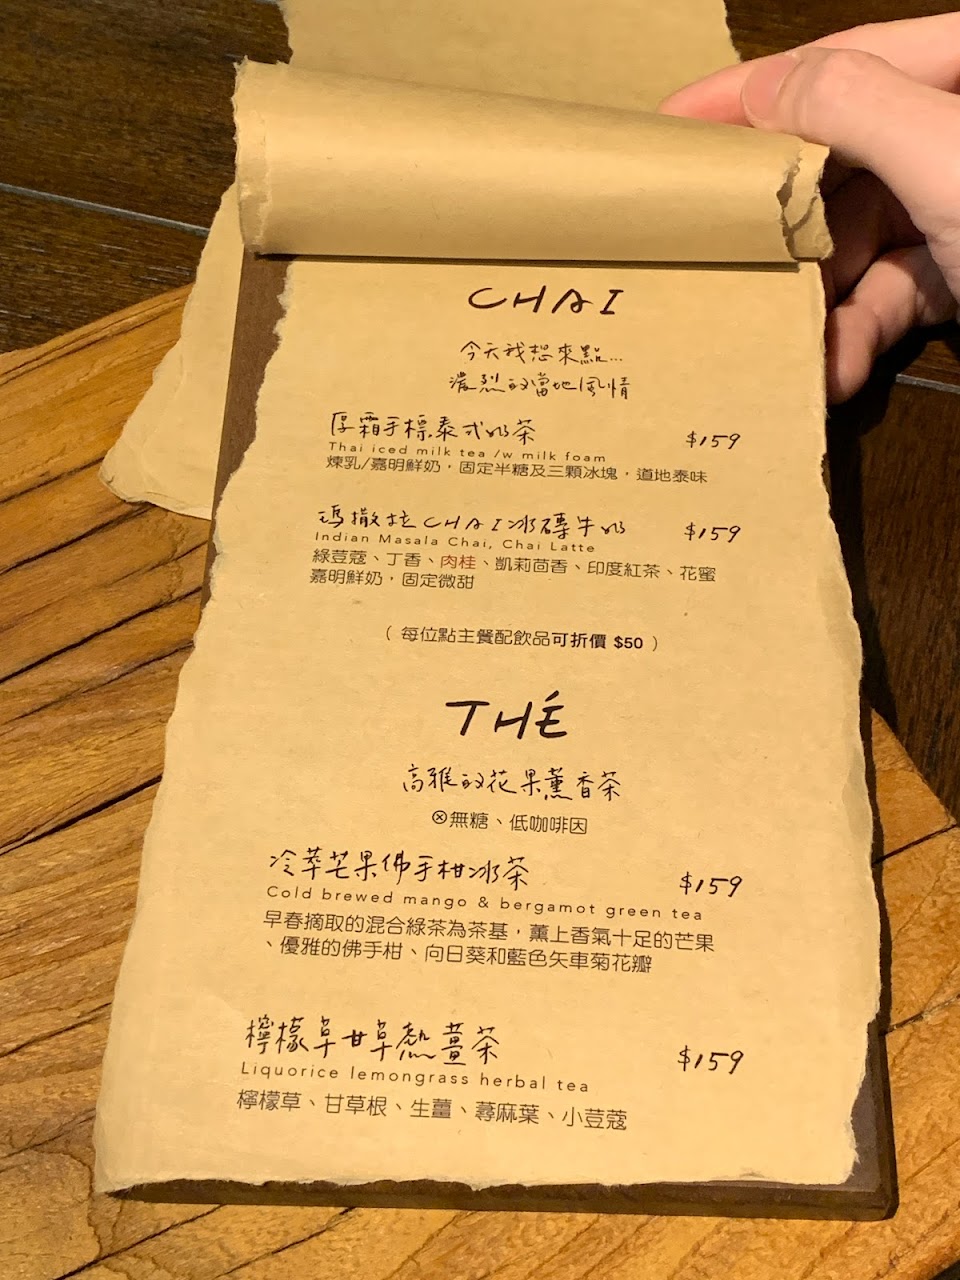 CHAI
今天我想來點...
濃烈的當地風情
厚霜手標泰式奶茶 $159
Thai iced milk tea /w milk foam
煉乳/嘉明鮮奶，固定半糖及三顆冰塊，道地泰味
瑪撒拉CHAI冰磚牛奶 $159
Indian Masala Chai, Chai Latte
綠荳蔻、丁香、肉桂、凱莉茴香、印度紅茶、花蜜
嘉明鮮奶，固定微甜
（ 每位點主餐配飲品可折價 $50 ）
THÉ
高雅的花果薰香茶
⊗無糖、低咖啡因
冷萃芒果佛手柑冰茶 $159
Cold brewed mango & bergamot green tea
早春摘取的混合綠茶為茶基，薰上香氣十足的芒果
、優雅的佛手柑、向日葵和藍色矢車菊花瓣
檸檬草甘草熱薑茶 $159
Liquorice lemongrass herbal tea
檸檬草、甘草根、生薑、蕁麻葉、小荳蔻